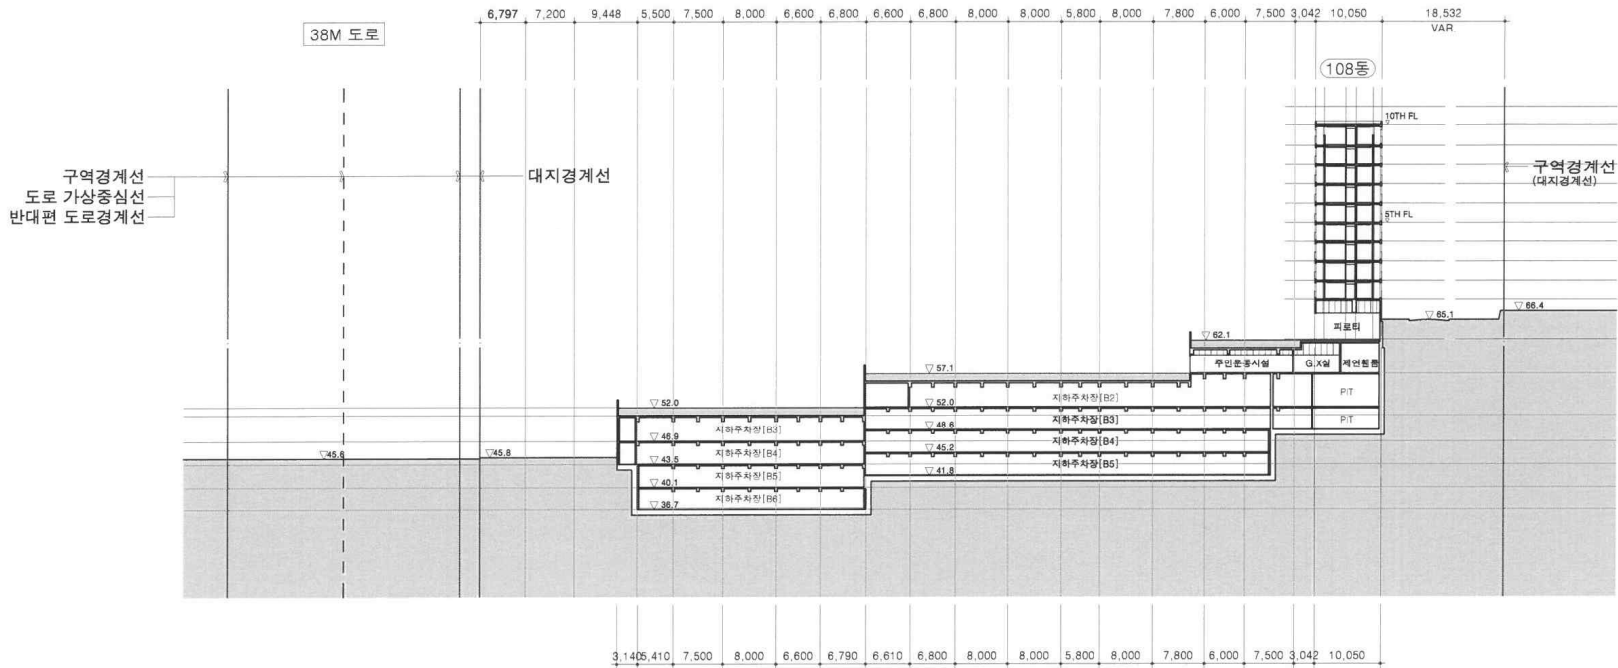 6,797 7,200 9,448 5,500 7,500 8,000 6,600 6,800 6,600 6,800 8,000 8,000 5,800 8,000 7,800 6,000 7,500 3,042 10,050 18,532
VAR
38M 도로
108동
10TH FL
구역경계선
도로 가상중심선
반대편 도로경계선
대지경계선
구역경계선
(대지경계선)
5TH FL
▽ 66.4
▽ 65.1
피로티
▽ 62.1
주민운동시설 G.X실 제연휀룸
▽ 57.1
지하주차장[B2] PIT
▽ 52.0 ▽ 52.0
지하주차장[B3] 지하주차장[B3] PIT
▽ 48.6
▽ 46.9
지하주차장[B4] 지하주차장[B4]
▽45.6 ▽45.8 ▽ 45.2
▽ 43.5
지하주차장[B5] 지하주차장[B5]
▽ 41.8
▽ 40.1
지하주차장[B6]
▽ 36.7
3,140 5,410 7,500 8,000 6,600 6,790 6,610 6,800 8,000 8,000 5,800 8,000 7,800 6,000 7,500 3,042 10,050